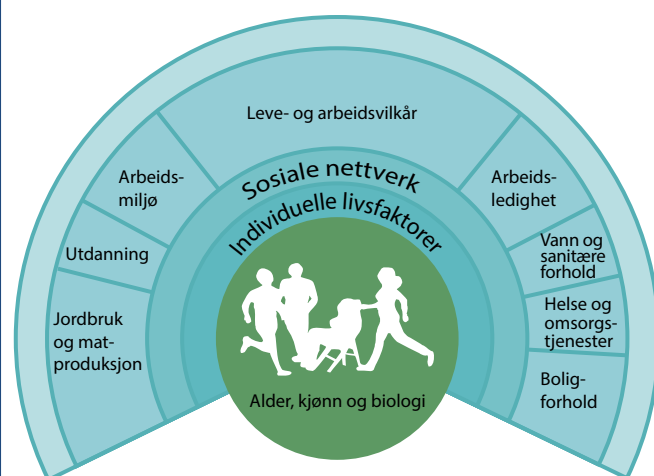 Leve- og arbeidsvilkår
Arbeids-
miljø
Utdanning
Jordbruk
og mat-
produksjon
Arbeids-
ledighet
Vann og
sanitære
forhold
Helse og
omsorgs-
tjenester
Bolig-
forhold
Sosiale nettverk
Individuelle livsfaktorer
Alder, kjønn og biologi